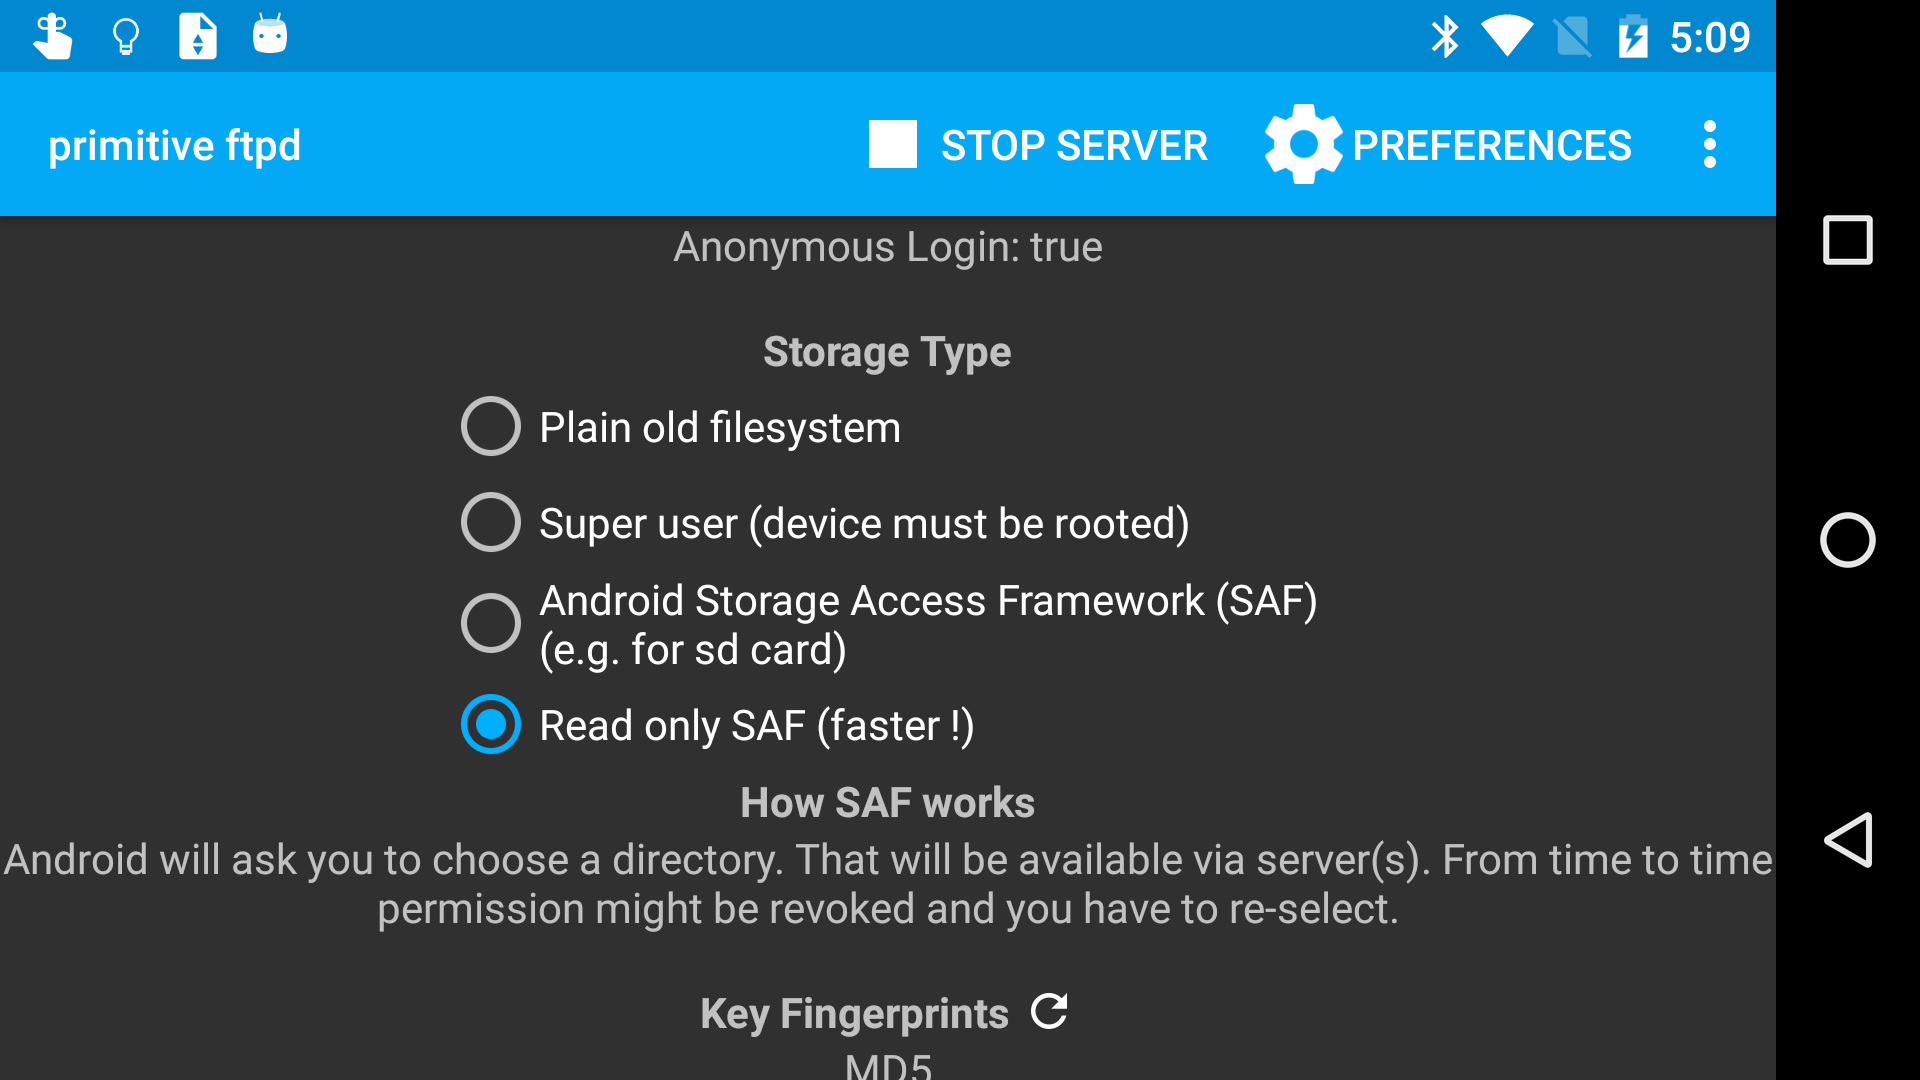 5:09
primitive ftpd
STOP SERVER
PREFERENCES
Anonymous Login: true
Storage Type
Plain old filesystem
Super user (device must be rooted)
Android Storage Access Framework (SAF)
(e.g. for sd card)
Read only SAF (faster !)
How SAF works
Android will ask you to choose a directory. That will be available via server(s). From time to time
permission might be revoked and you have to re-select.
Key Fingerprints
MD5